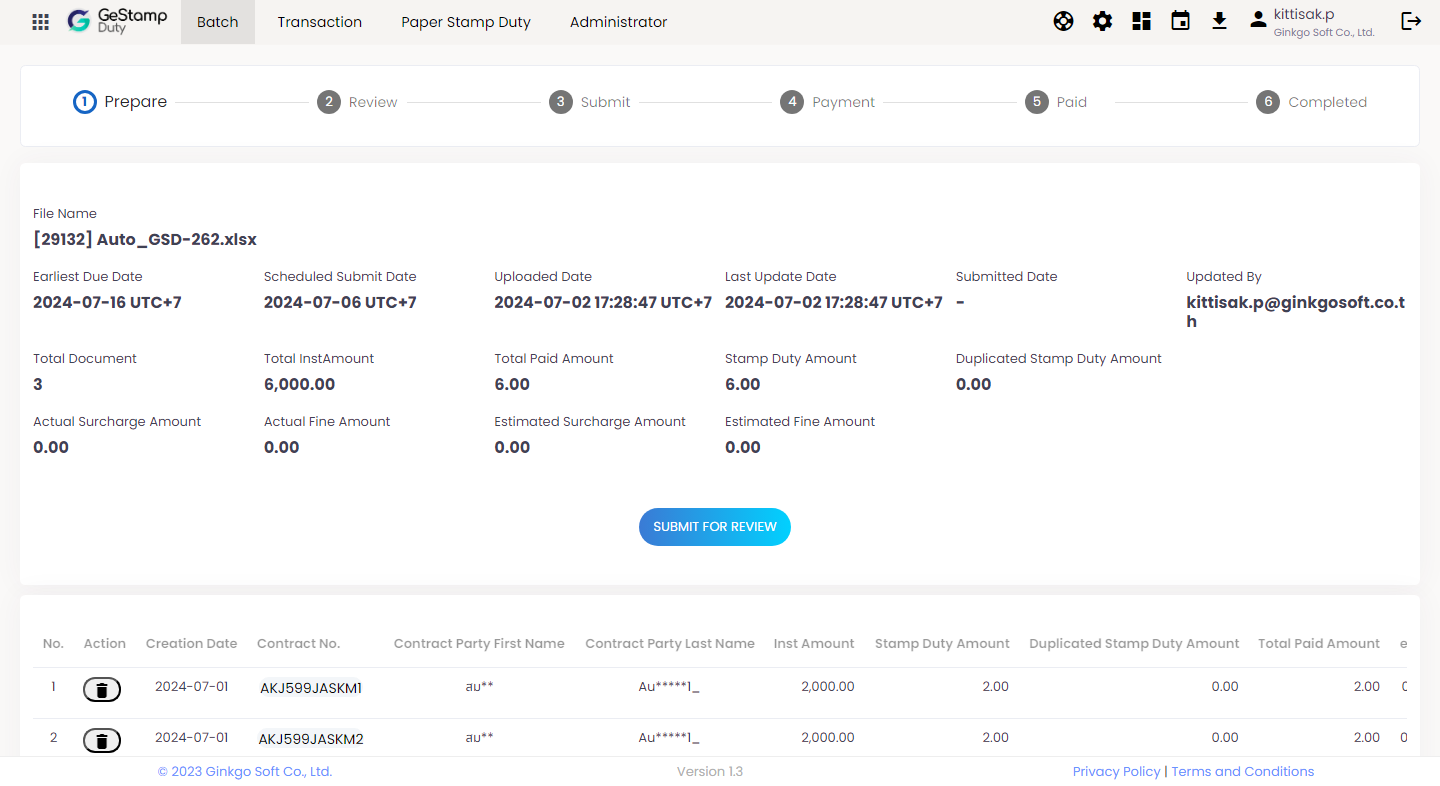 GeStamp
Duty
Batch
Transaction
Paper Stamp Duty
Administrator
kittisak.p
Ginkgo Soft Co., Ltd.
1 Prepare
2 Review
3 Submit
4 Payment
5 Paid
6 Completed
File Name
[29132] Auto_GSD-262.xlsx
Earliest Due Date
2024-07-16 UTC+7
Scheduled Submit Date
2024-07-06 UTC+7
Uploaded Date
2024-07-02 17:28:47 UTC+7
Last Update Date
2024-07-02 17:28:47 UTC+7
Submitted Date
-
Updated By
kittisak.p@ginkgosoft.co.t
h
Total Document
3
Total InstAmount
6,000.00
Total Paid Amount
6.00
Stamp Duty Amount
6.00
Duplicated Stamp Duty Amount
0.00
Actual Surcharge Amount
0.00
Actual Fine Amount
0.00
Estimated Surcharge Amount
0.00
Estimated Fine Amount
0.00
SUBMIT FOR REVIEW
No. Action Creation Date Contract No. Contract Party First Name Contract Party Last Name Inst Amount Stamp Duty Amount Duplicated Stamp Duty Amount Total Paid Amount
1 2024-07-01 AKJ599JASKM1 สม** Au*****1_ 2,000.00 2.00 0.00 2.00
2 2024-07-01 AKJ599JASKM2 สม** Au*****1_ 2,000.00 2.00 0.00 2.00
© 2023 Ginkgo Soft Co., Ltd.
Version 1.3
Privacy Policy | Terms and Conditions